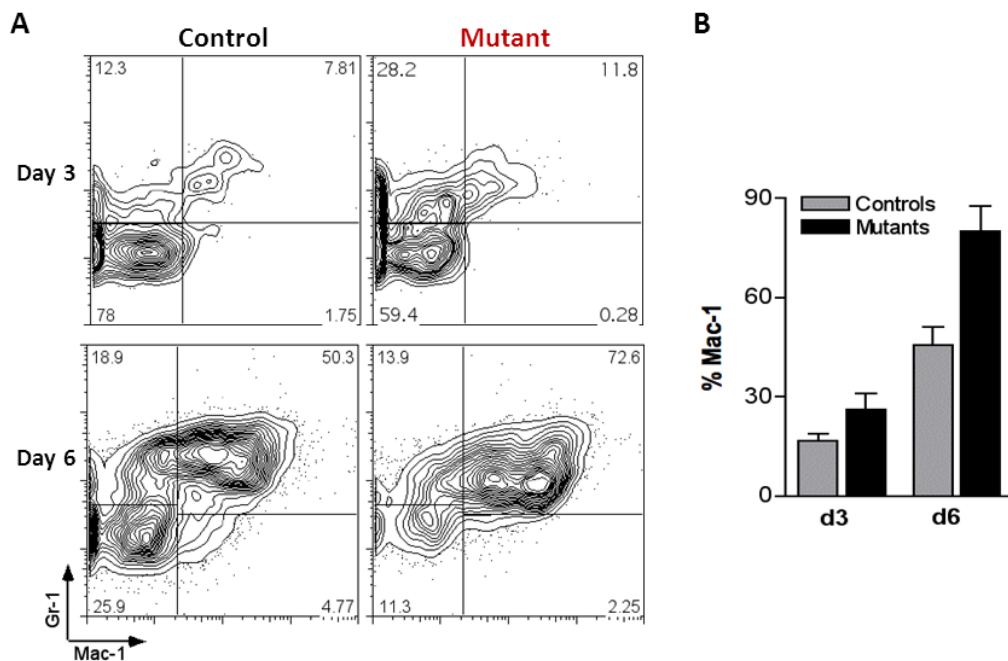 A
Control
Mutant
B
12.3
7.81
28.2
11.8
Day 3
78
1.75
59.4
0.28
18.9
50.3
13.9
72.6
Day 6
25.9
4.77
11.3
2.25
Gr-1
Mac-1
90
60
30
0
% Mac-1
Controls
Mutants
d3
d6